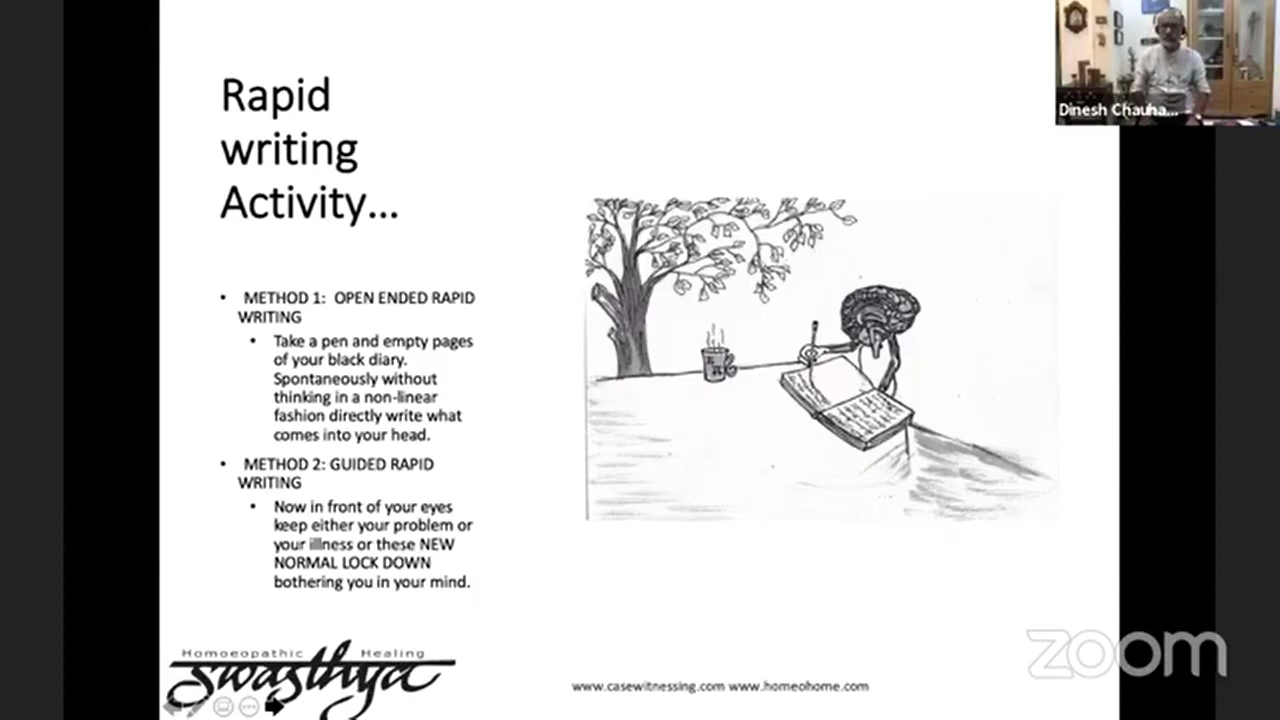 Rapid
writing
Activity...
• METHOD 1: OPEN ENDED RAPID
WRITING
• Take a pen and empty pages
of your black diary.
Spontaneously without
thinking in a non-linear
fashion directly write what
comes into your head.
• METHOD 2: GUIDED RAPID
WRITING
• Now in front of your eyes
keep either your problem or
your illness or these NEW
NORMAL LOCK DOWN
bothering you in your mind.
Homoeopathic Healing
swasthya
www.casewitnessing.com www.homeohome.com
Dinesh Chauha...
zoom